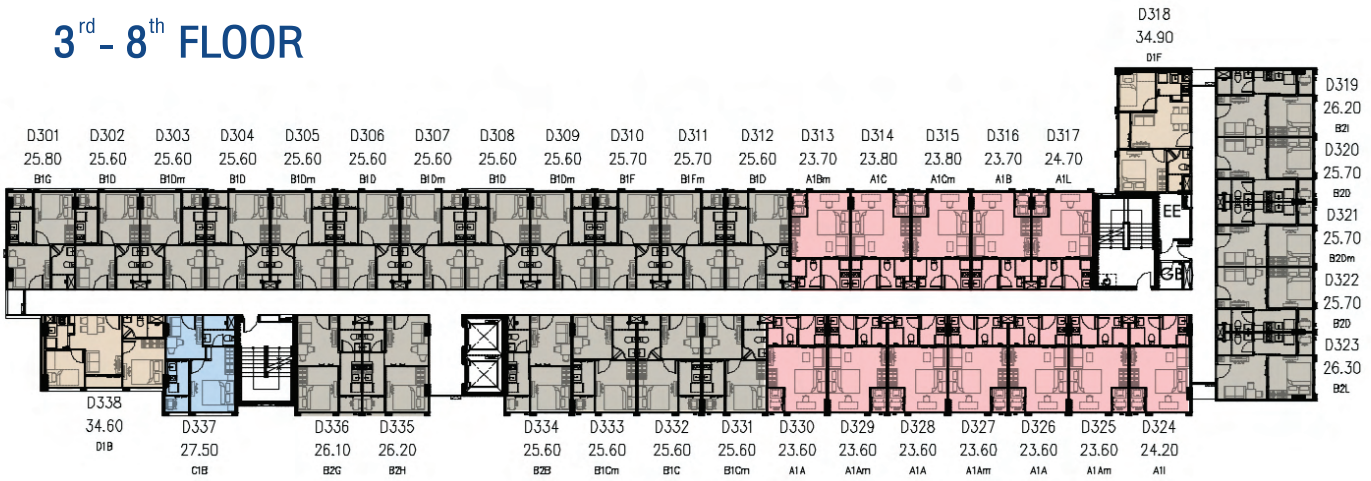 3rd - 8th FLOOR
D318
34.90
D1F
D301 D302 D303 D304 D305 D306 D307 D308 D309 D310 D311 D312 D313 D314 D315 D316 D317
25.80 25.60 25.60 25.60 25.60 25.60 25.60 25.60 25.60 25.70 25.70 25.60 23.70 23.80 23.80 23.70 24.70
B1G B1D B1Dm B1D B1Dm B1D B1Dm B1D B1Dm B1F B1Fm B1D A1Bm A1C A1Cm A1B A1L
D319
26.20
B2I
D320
25.70
B2D
D321
25.70
B2Dm
D322
25.70
B2D
D323
26.30
B2L
EE
GB
D338
34.60
D1B
D337 D336 D335 D334 D333 D332 D331 D330 D329 D328 D327 D326 D325 D324
27.50 26.10 26.20 25.60 25.60 25.60 25.60 23.60 23.60 23.60 23.60 23.60 23.60 24.20
C1B B2G B2H B2B B1Cm B1C B1Cm A1A A1Am A1A A1Am A1A A1Am A1I